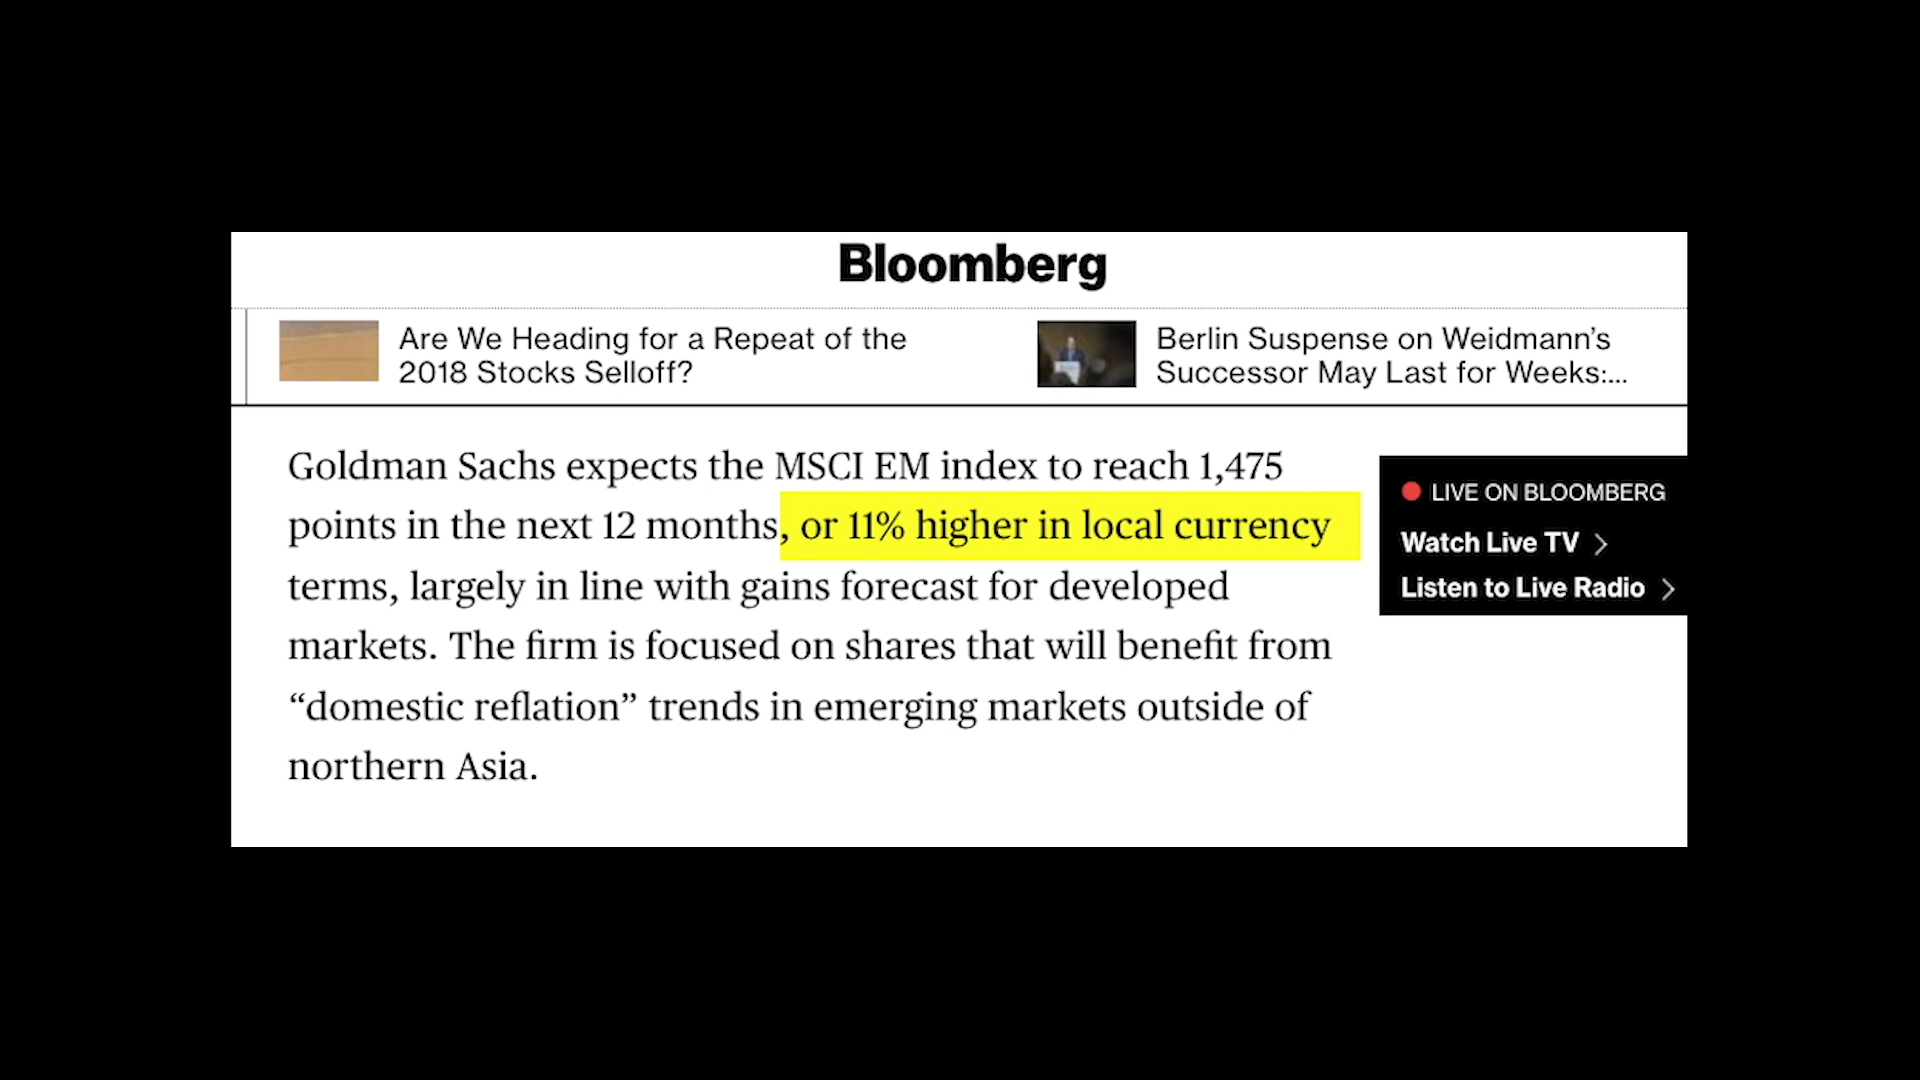 Bloomberg
Are We Heading for a Repeat of the
2018 Stocks Selloff?
Berlin Suspense on Weidmann’s
Successor May Last for Weeks:...
Goldman Sachs expects the MSCI EM index to reach 1,475
points in the next 12 months, or 11% higher in local currency
terms, largely in line with gains forecast for developed
markets. The firm is focused on shares that will benefit from
“domestic reflation” trends in emerging markets outside of
northern Asia.
LIVE ON BLOOMBERG
Watch Live TV
Listen to Live Radio